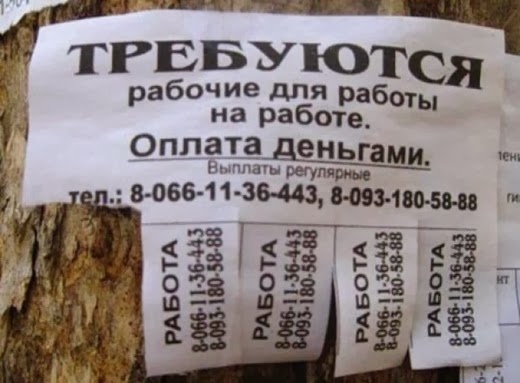 ТРЕБУЮТСЯ
рабочие для работы
на работе.
Оплата деньгами.
Выплаты регулярные
тел.: 8-066-11-36-443, 8-093-180-58-88
РАБОТА
8-066-11-36-443
8-093-180-58-88
РАБОТА
8-066-11-36-443
8-093-180-58-88
РАБОТА
8-066-11-36-443
8-093-180-58-88
РАБОТА
8-066-11-36-443
8-093-180-58-88